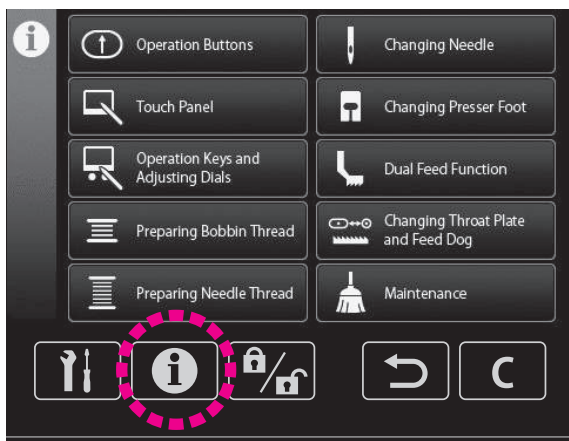 i
Operation Buttons
Changing Needle
Touch Panel
Changing Presser Foot
Operation Keys and
Adjusting Dials
Dual Feed Function
Preparing Bobbin Thread
Changing Throat Plate
and Feed Dog
Preparing Needle Thread
Maintenance
i
C